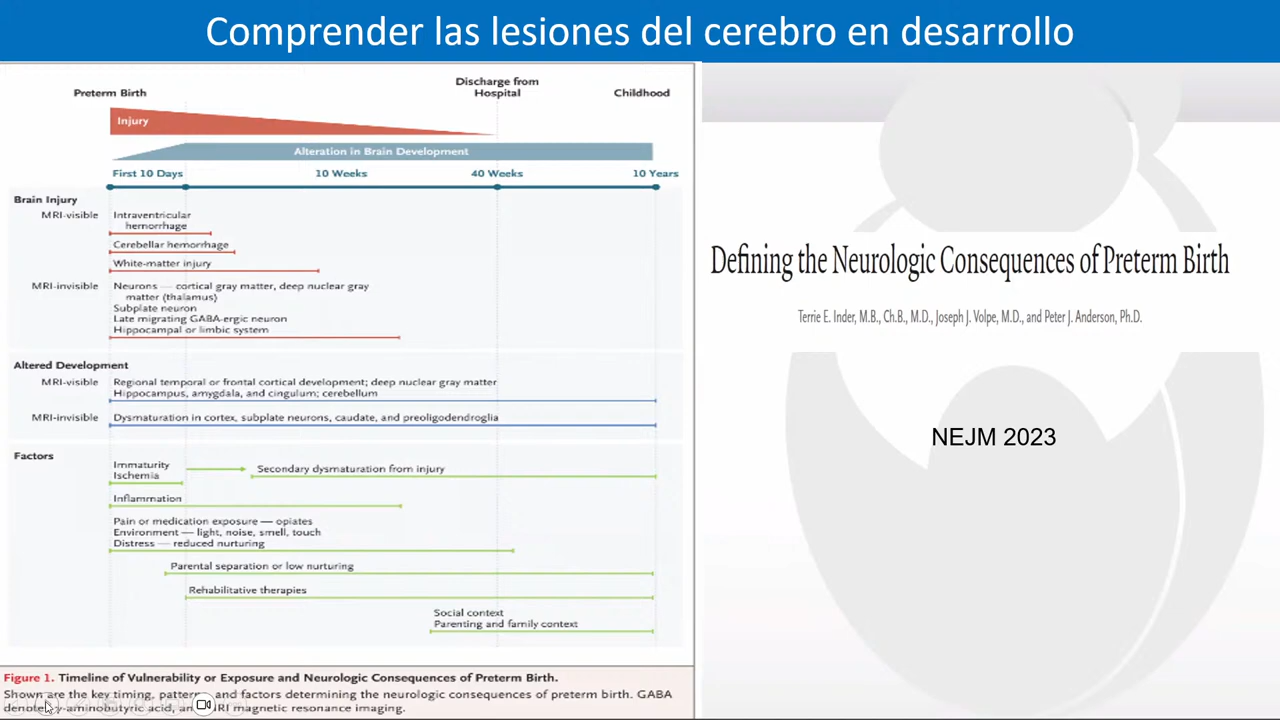 Comprender las lesiones del cerebro en desarrollo
Preterm Birth
Discharge from
Hospital
Childhood
Injury
Alteration in Brain Development
First 10 Days
10 Weeks
40 Weeks
10 Years
Brain Injury
MRI-visible
Intraventricular
hemorrhage
Cerebellar hemorrhage
White-matter injury
MRI-invisible
Neurons — cortical gray matter, deep nuclear gray
matter (thalamus)
Subplate neuron
Late migrating GABA-ergic neuron
Hippocampal or limbic system
Altered Development
MRI-visible
Regional temporal or frontal cortical development; deep nuclear gray matter
Hippocampus, amygdala, and cingulum; cerebellum
MRI-invisible
Dysmaturation in cortex, subplate neurons, caudate, and preoligodendroglia
Factors
Immaturity
Ischemia
Secondary dysmaturation from injury
Inflammation
Pain or medication exposure — opiates
Environment — light, noise, smell, touch
Distress — reduced nurturing
Parental separation or low nurturing
Rehabilitative therapies
Social context
Parenting and family context
Figure 1. Timeline of Vulnerability or Exposure and Neurologic Consequences of Preterm Birth.
Shown are the key timing, pattern, and factors determining the neurologic consequences of preterm birth. GABA
-aminobutyric acid, MRI magnetic resonance imaging.
Defining the Neurologic Consequences of Preterm Birth
Terrie E. Inder, M.B., Ch.B., M.D., Joseph J. Volpe, M.D., and Peter J. Anderson, Ph.D.
NEJM 2023